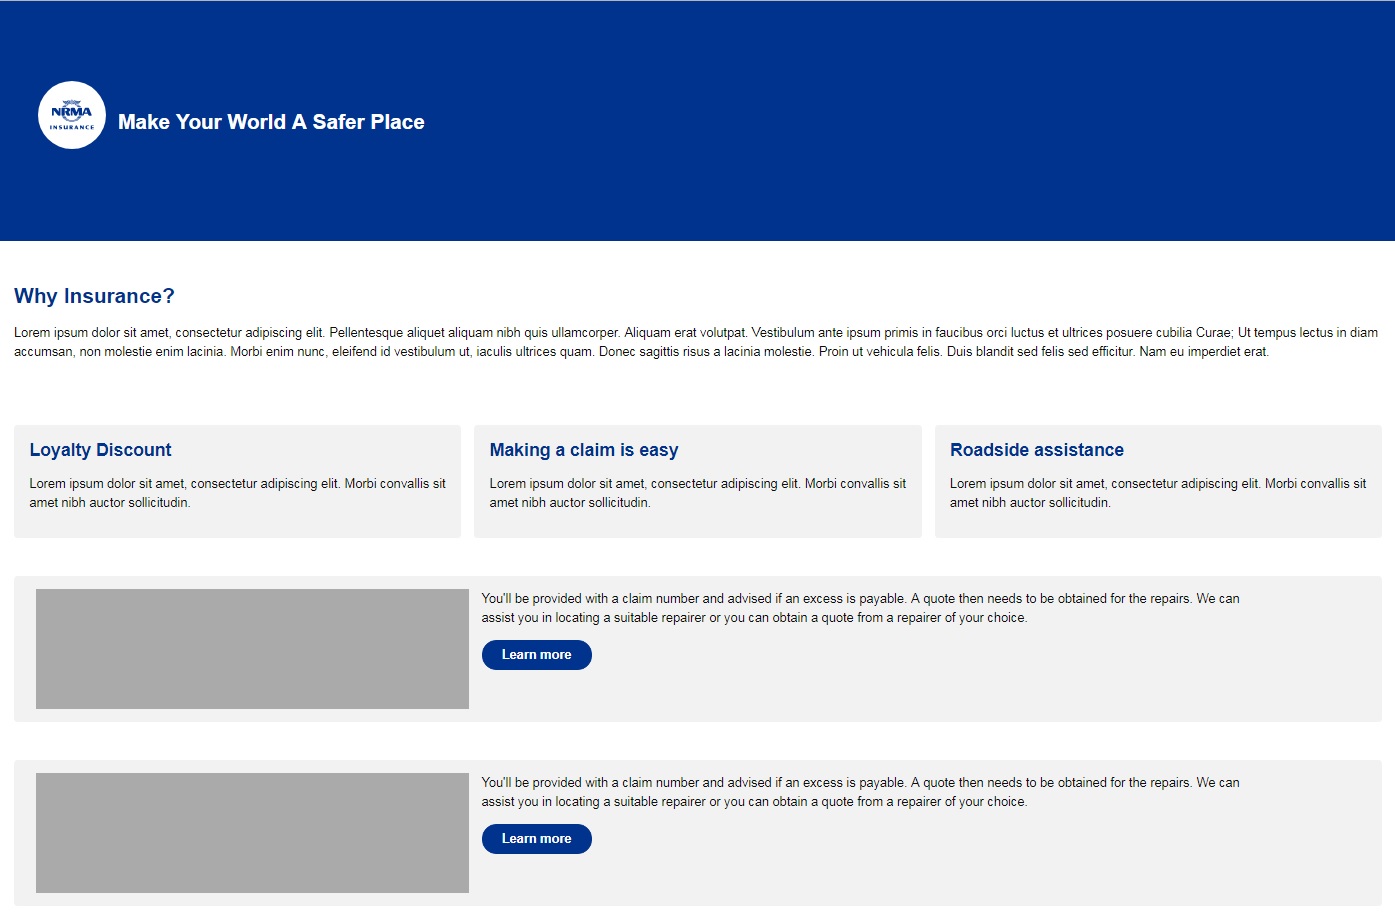 NRMA
INSURANCE
Make Your World A Safer Place
Why Insurance?
Lorem ipsum dolor sit amet, consectetur adipiscing elit. Pellentesque aliquet aliquam nibh quis ullamcorper. Aliquam erat volutpat. Vestibulum ante ipsum primis in faucibus orci luctus et ultrices posuere cubilia Curae; Ut tempus lectus in diam
accumsan, non molestie enim lacinia. Morbi enim nunc, eleifend id vestibulum ut, iaculis ultrices quam. Donec sagittis risus a lacinia molestie. Proin ut vehicula felis. Duis blandit sed felis sed efficitur. Nam eu imperdiet erat.
Loyalty Discount
Lorem ipsum dolor sit amet, consectetur adipiscing elit. Morbi convallis sit
amet nibh auctor sollicitudin.
Making a claim is easy
Lorem ipsum dolor sit amet, consectetur adipiscing elit. Morbi convallis sit
amet nibh auctor sollicitudin.
Roadside assistance
Lorem ipsum dolor sit amet, consectetur adipiscing elit. Morbi convallis sit
amet nibh auctor sollicitudin.
You'll be provided with a claim number and advised if an excess is payable. A quote then needs to be obtained for the repairs. We can
assist you in locating a suitable repairer or you can obtain a quote from a repairer of your choice.
Learn more
You'll be provided with a claim number and advised if an excess is payable. A quote then needs to be obtained for the repairs. We can
assist you in locating a suitable repairer or you can obtain a quote from a repairer of your choice.
Learn more